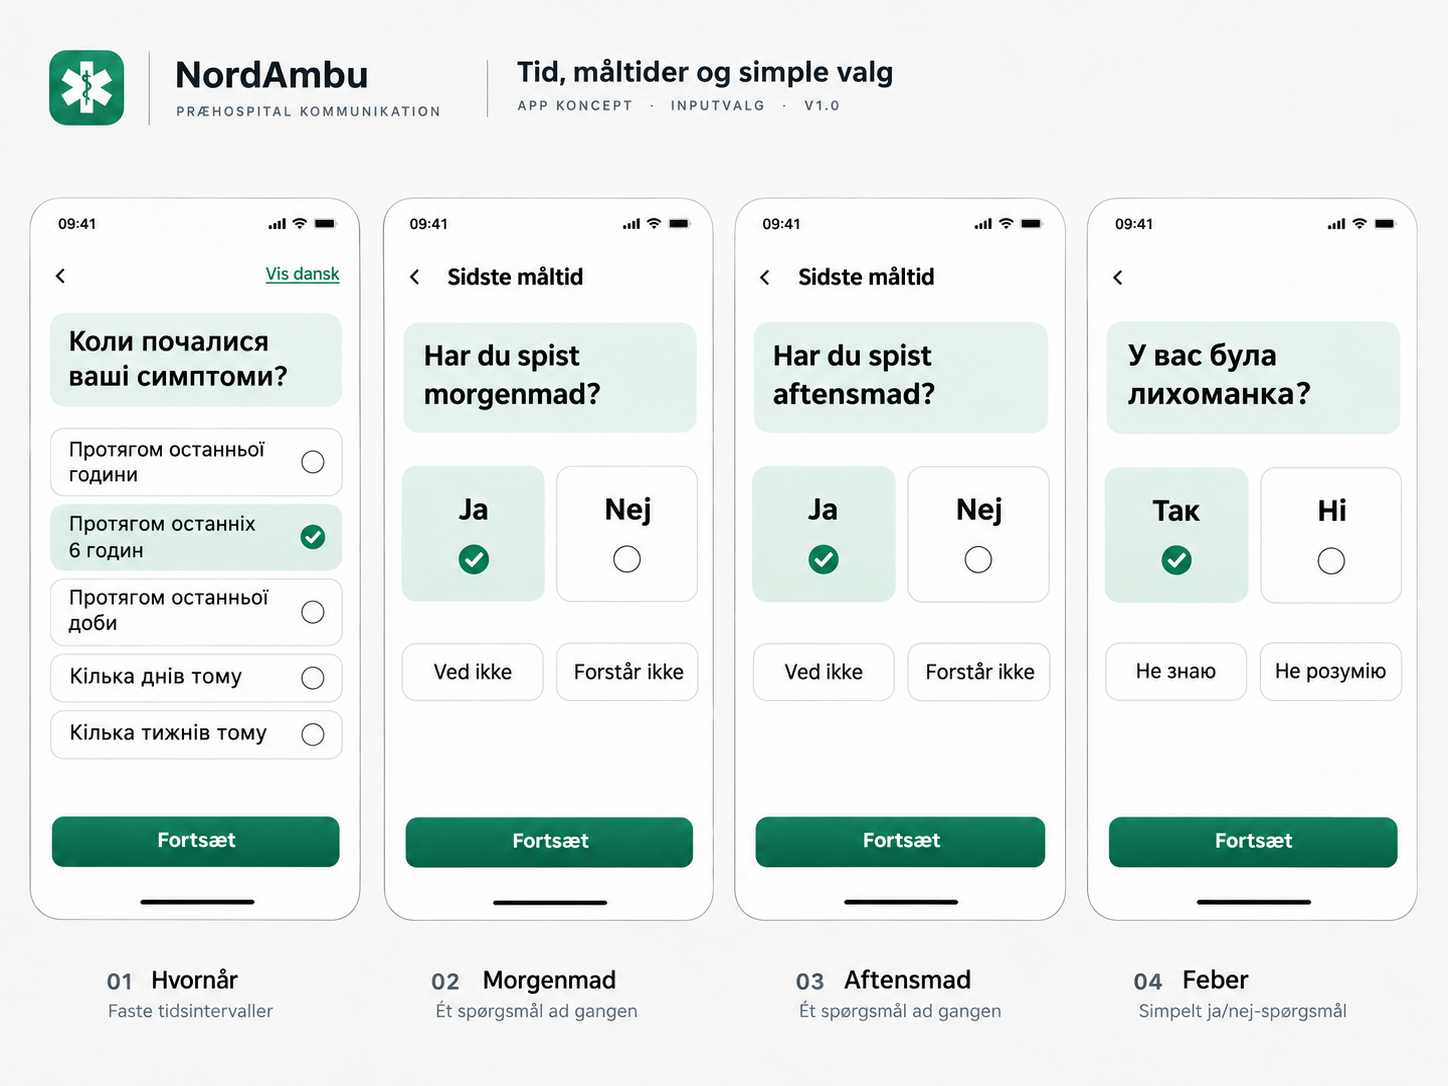 NordAmbu
PRÆHOSPITAL KOMMUNIKATION
Tid, måltider og simple valg
APP KONCEPT · INPUTVALG · V1.0
09:41
Vis dansk
Коли почалися
ваші симптоми?
Протягом останньої
години
Протягом останніх
6 годин
Протягом останньої
доби
Кілька днів тому
Кілька тижнів тому
Fortsæt
01 Hvornår
Faste tidsintervaller
09:41
Sidste måltid
Har du spist
morgenmad?
Ja
Nej
Ved ikke
Forstår ikke
Fortsæt
02 Morgenmad
Ét spørgsmål ad gangen
09:41
Sidste måltid
Har du spist
aftensmad?
Ja
Nej
Ved ikke
Forstår ikke
Fortsæt
03 Aftensmad
Ét spørgsmål ad gangen
09:41
У вас була
лихоманка?
Так
Ні
Не знаю
Не розумію
Fortsæt
04 Feber
Simpelt ja/nej-spørgsmål